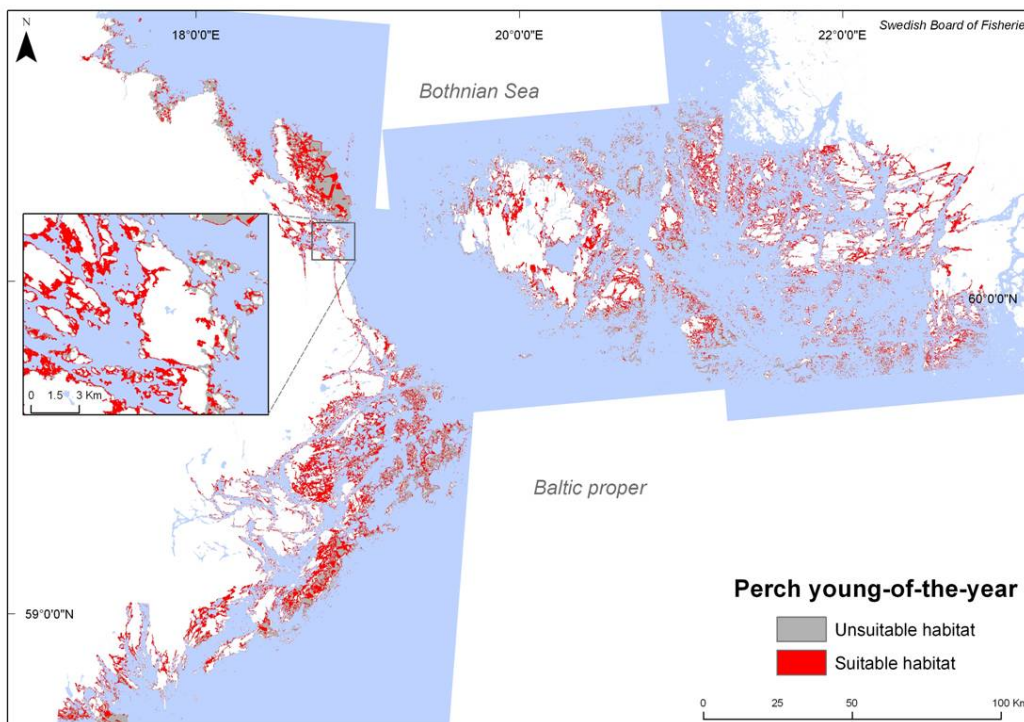 N
18°0'0"E
20°0'0"E
22°0'0"E
Swedish Board of Fisherie
Bothnian Sea
60°0'0"N
0 1.5 3 Km
Baltic proper
59°0'0"N
Perch young-of-the-year
Unsuitable habitat
Suitable habitat
0 25 50 100 Km